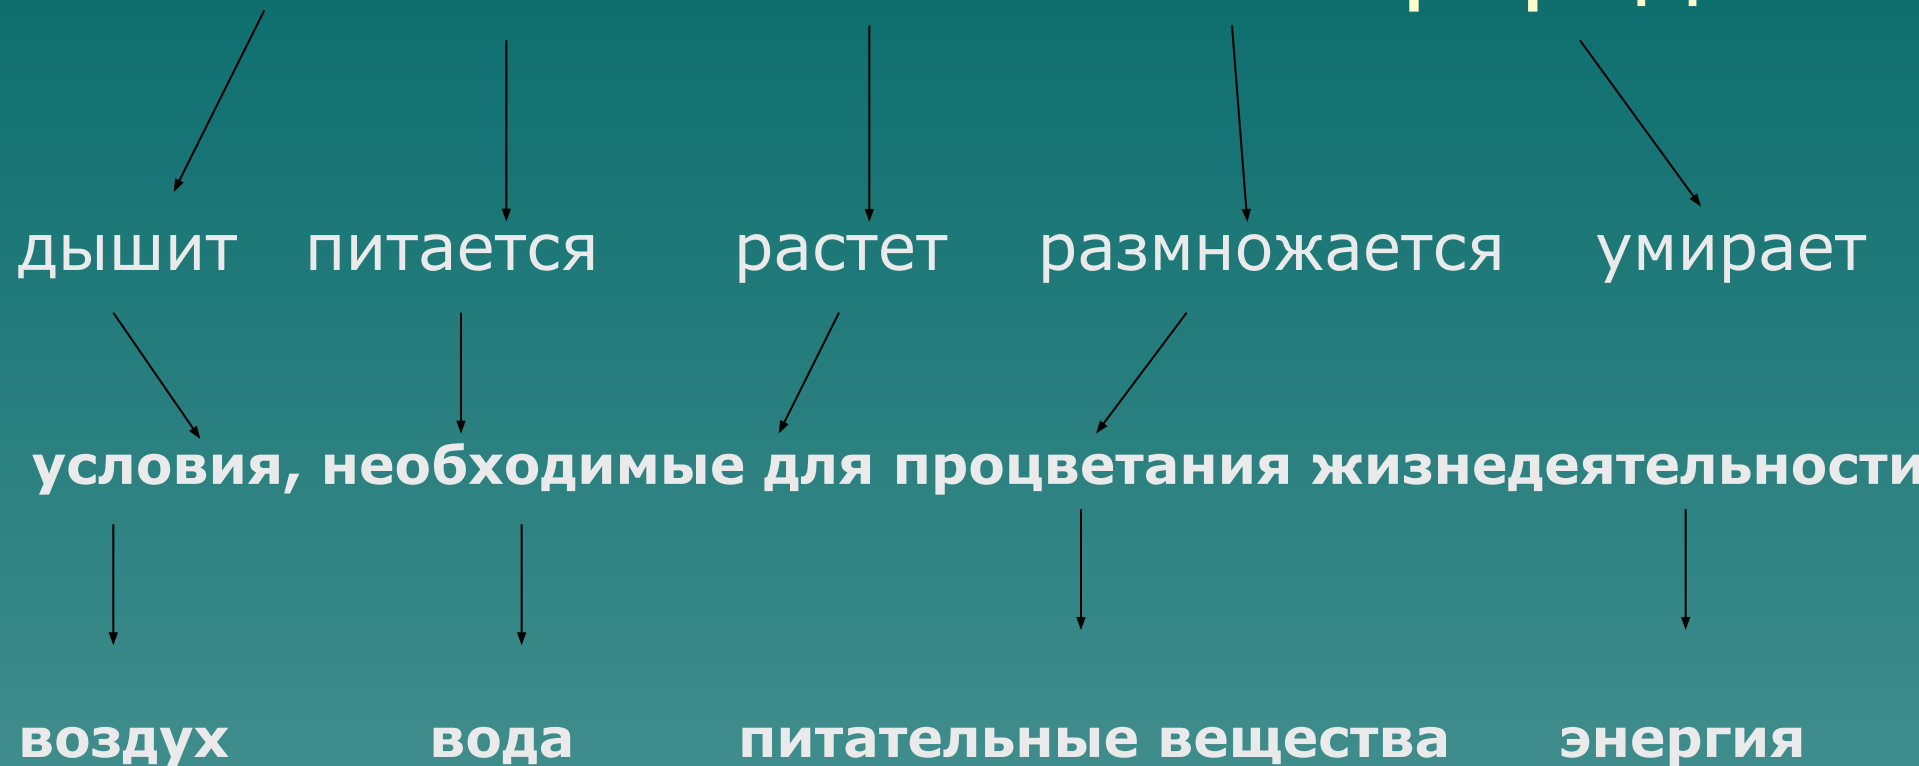 дышит питается растет размножается умирает
условия, необходимые для процветания жизнедеятельности
воздух вода питательные вещества энергия